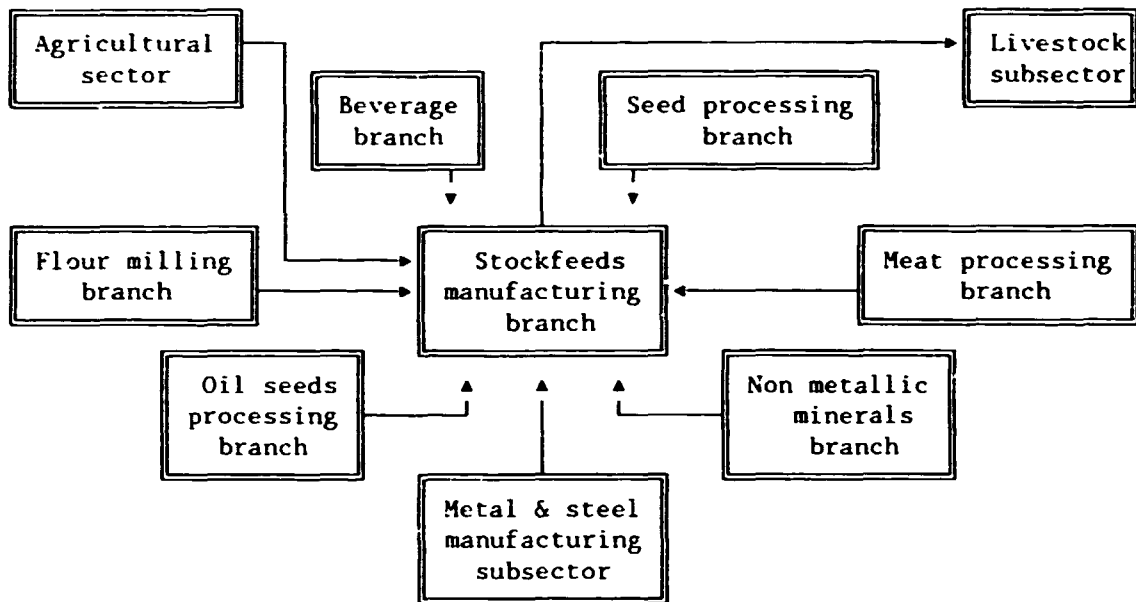 Agricultural
sector
Livestock
subsector
Beverage
branch
Seed processing
branch
Flour milling
branch
Stockfeeds
manufacturing
branch
Meat processing
branch
Oil seeds
processing
branch
Non metallic
minerals
branch
Metal & steel
manufacturing
subsector